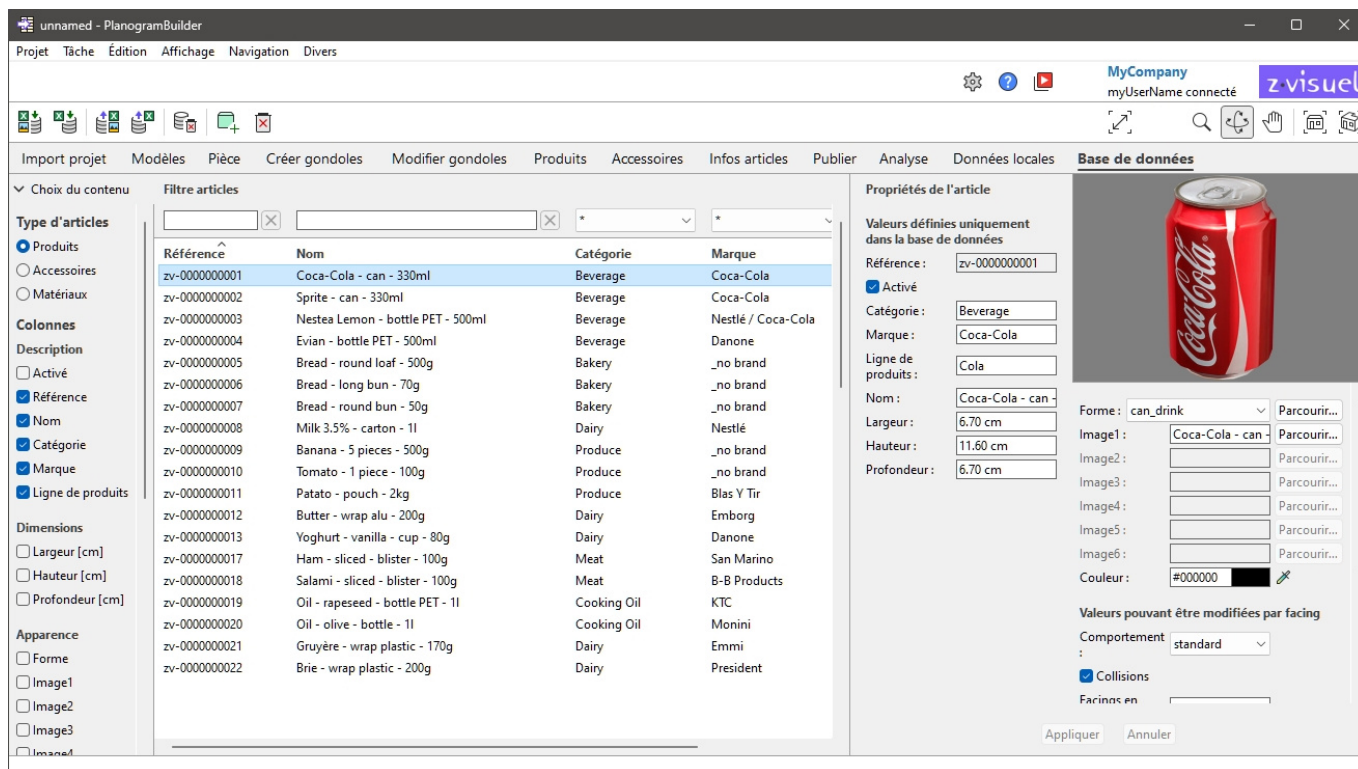 unnamed - PlanogramBuilder
Projet Tâche Édition Affichage Navigation Divers
MyCompany
myUserName connecté
z·visuel
Import projet Modèles Pièce Créer gondoles Modifier gondoles Produits Accessoires Infos articles Publier Analyse Données locales Base de données
Choix du contenu
Type d'articles
Produits
Accessoires
Matériaux
Colonnes
Description
Activé
Référence
Nom
Catégorie
Marque
Ligne de produits
Dimensions
Largeur [cm]
Hauteur [cm]
Profondeur [cm]
Apparence
Forme
Image1
Image2
Image3
Image4
Filtre articles
* *
Référence Nom Catégorie Marque
zv-0000000001 Coca-Cola - can - 330ml Beverage Coca-Cola
zv-0000000002 Sprite - can - 330ml Beverage Coca-Cola
zv-0000000003 Nestea Lemon - bottle PET - 500ml Beverage Nestlé / Coca-Cola
zv-0000000004 Evian - bottle PET - 500ml Beverage Danone
zv-0000000005 Bread - round loaf - 500g Bakery _no brand
zv-0000000006 Bread - long bun - 70g Bakery _no brand
zv-0000000007 Bread - round bun - 50g Bakery _no brand
zv-0000000008 Milk 3.5% - carton - 1l Dairy Nestlé
zv-0000000009 Banana - 5 pieces - 500g Produce _no brand
zv-0000000010 Tomato - 1 piece - 100g Produce _no brand
zv-0000000011 Patato - pouch - 2kg Produce Blas Y Tir
zv-0000000012 Butter - wrap alu - 200g Dairy Emborg
zv-0000000013 Yoghurt - vanilla - cup - 80g Dairy Danone
zv-0000000017 Ham - sliced - blister - 100g Meat San Marino
zv-0000000018 Salami - sliced - blister - 100g Meat B-B Products
zv-0000000019 Oil - rapeseed - bottle PET - 1l Cooking Oil KTC
zv-0000000020 Oil - olive - bottle - 1l Cooking Oil Monini
zv-0000000021 Gruyère - wrap plastic - 170g Dairy Emmi
zv-0000000022 Brie - wrap plastic - 200g Dairy President
Propriétés de l'article
Valeurs définies uniquement
dans la base de données
Référence : zv-0000000001
Activé
Catégorie : Beverage
Marque : Coca-Cola
Ligne de
produits : Cola
Nom : Coca-Cola - can -
Largeur : 6.70 cm
Hauteur : 11.60 cm
Profondeur : 6.70 cm
Coca-Cola
Forme : can_drink Parcourir...
Image1 : Coca-Cola - can - Parcourir...
Image2 : Parcourir...
Image3 : Parcourir...
Image4 : Parcourir...
Image5 : Parcourir...
Image6 : Parcourir...
Couleur : #000000
Valeurs pouvant être modifiées par facing
Comportement
: standard
Collisions
Facings en
Appliquer Annuler